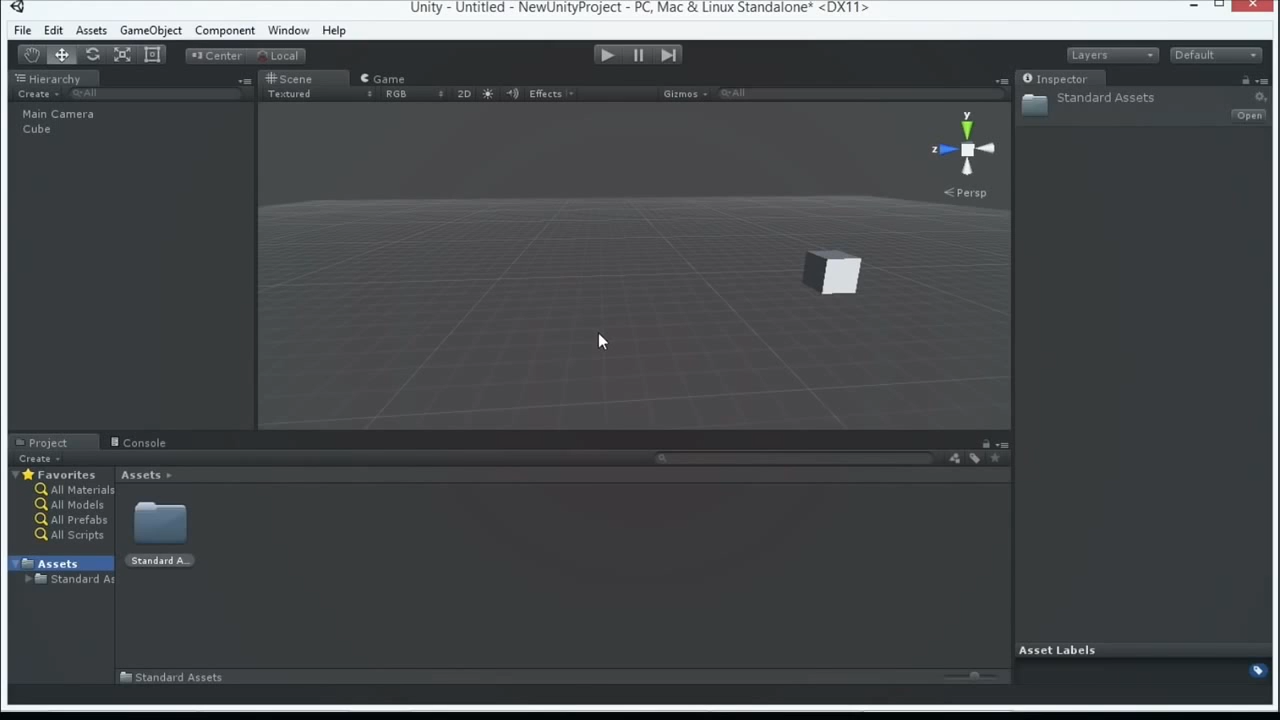 Unity - Untitled - NewUnityProject - PC, Mac & Linux Standalone* <DX11>
File Edit Assets GameObject Component Window Help
Center Local Layers Default
Hierarchy Scene Game Inspector
Create All Textured RGB 2D Effects Gizmos All Standard Assets
Open
Main Camera
Cube
y
z
Persp
Project Console
Create
Favorites Assets
All Materials
All Models
All Prefabs
All Scripts
Standard A...
Assets
Standard As
Asset Labels
Standard Assets